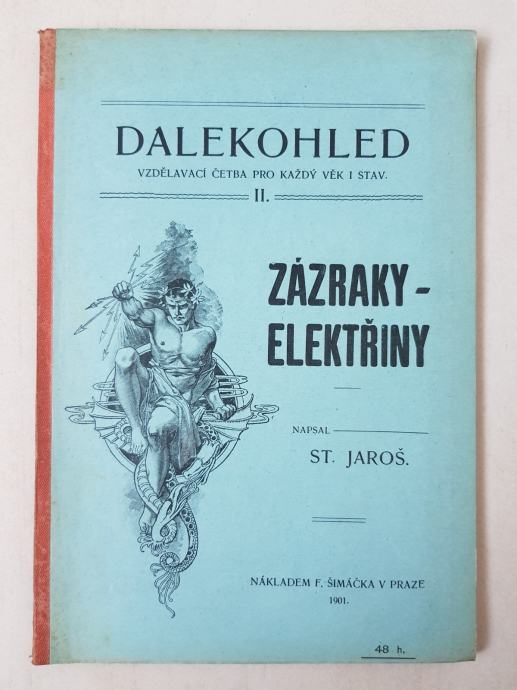 DALEKOHLED
VZDĚLAVACÍ ČETBA PRO KAŽDÝ VĚK I STAV.
II.
ZÁZRAKY -
ELEKTŘINY
NAPSAL
ST. JAROŠ.
NÁKLADEM F. ŠIMÁČKA V PRAZE
1901.
48 h.